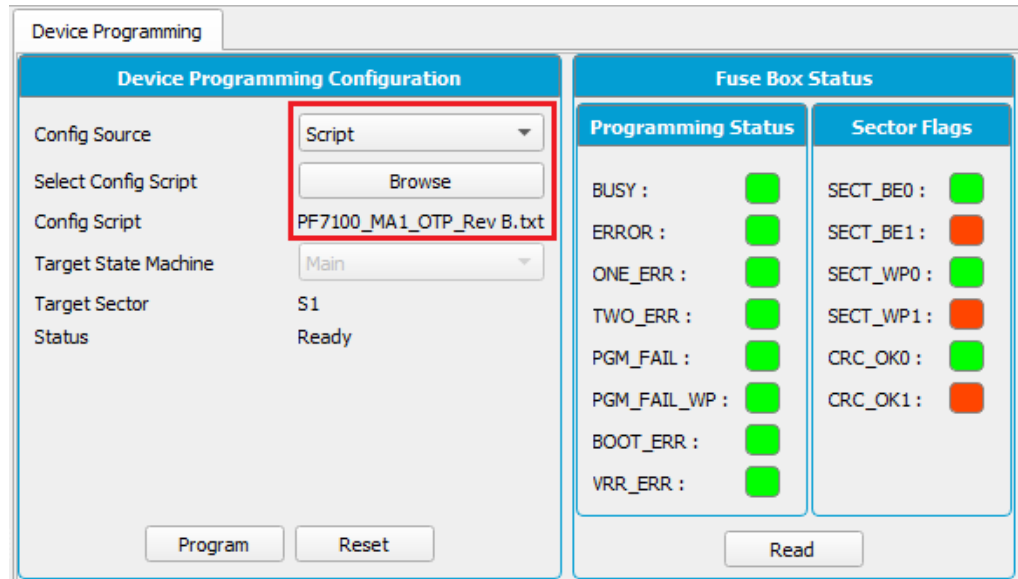 Device Programming
Device Programming Configuration
Config Source
Script
Select Config Script
Browse
Config Script
PF7100_MA1_OTP_Rev B.txt
Target State Machine
Main
Target Sector
S1
Status
Ready
Program
Reset
Fuse Box Status
Programming Status
BUSY :
ERROR :
ONE_ERR :
TWO_ERR :
PGM_FAIL :
PGM_FAIL_WP :
BOOT_ERR :
VRR_ERR :
Sector Flags
SECT_BE0 :
SECT_BE1 :
SECT_WP0 :
SECT_WP1 :
CRC_OK0 :
CRC_OK1 :
Read